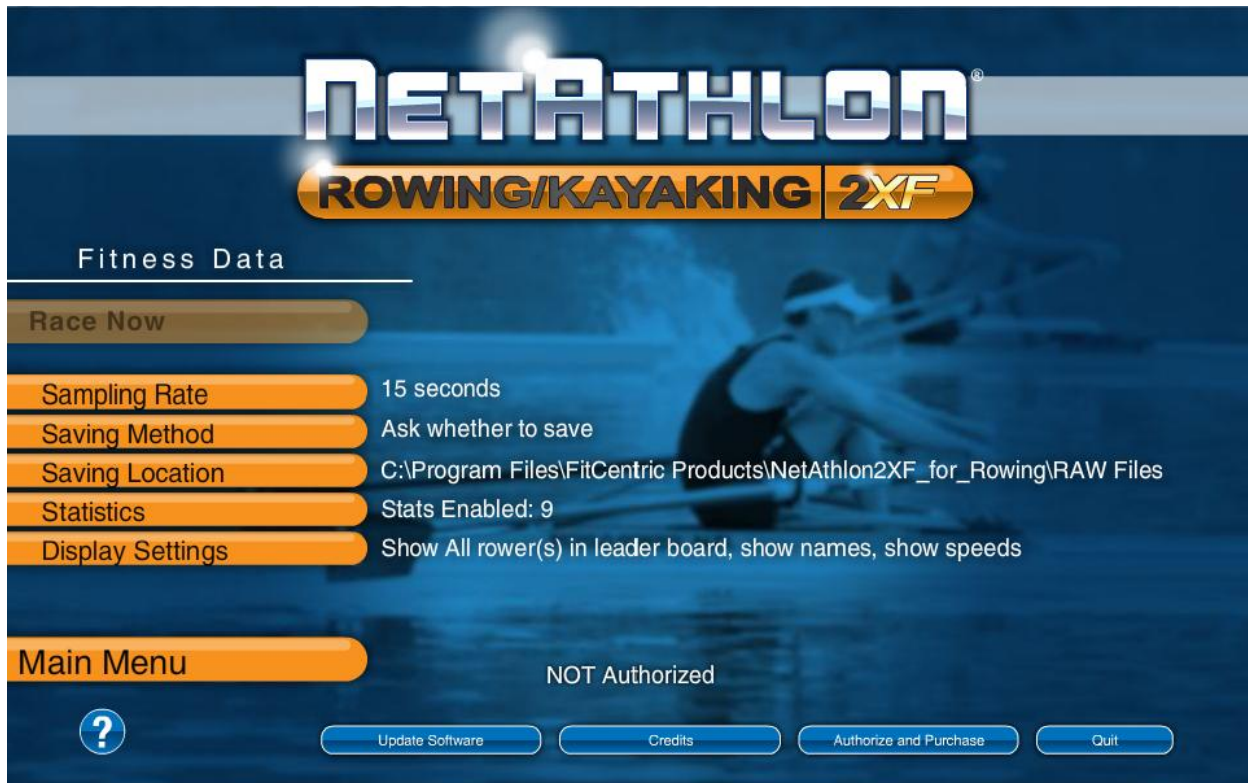 NETATHLON®
ROWING/KAYAKING 2XF
Fitness Data
Race Now
Sampling Rate 15 seconds
Saving Method Ask whether to save
Saving Location C:\Program Files\FitCentric Products\NetAthlon2XF_for_Rowing\RAW Files
Statistics Stats Enabled: 9
Display Settings Show All rower(s) in leader board, show names, show speeds
Main Menu
NOT Authorized
? Update Software Credits Authorize and Purchase Quit